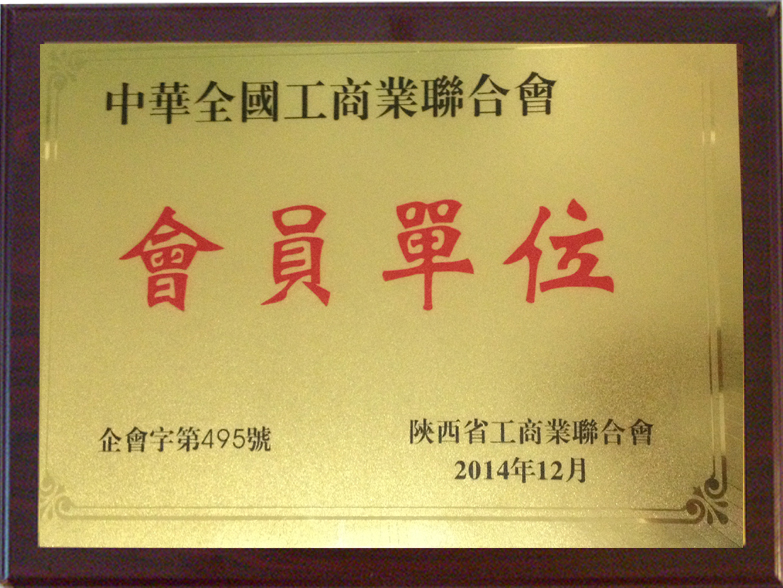 中華全國工商業聯合會
會員單位
企會字第495號
陝西省工商業聯合會
2014年12月